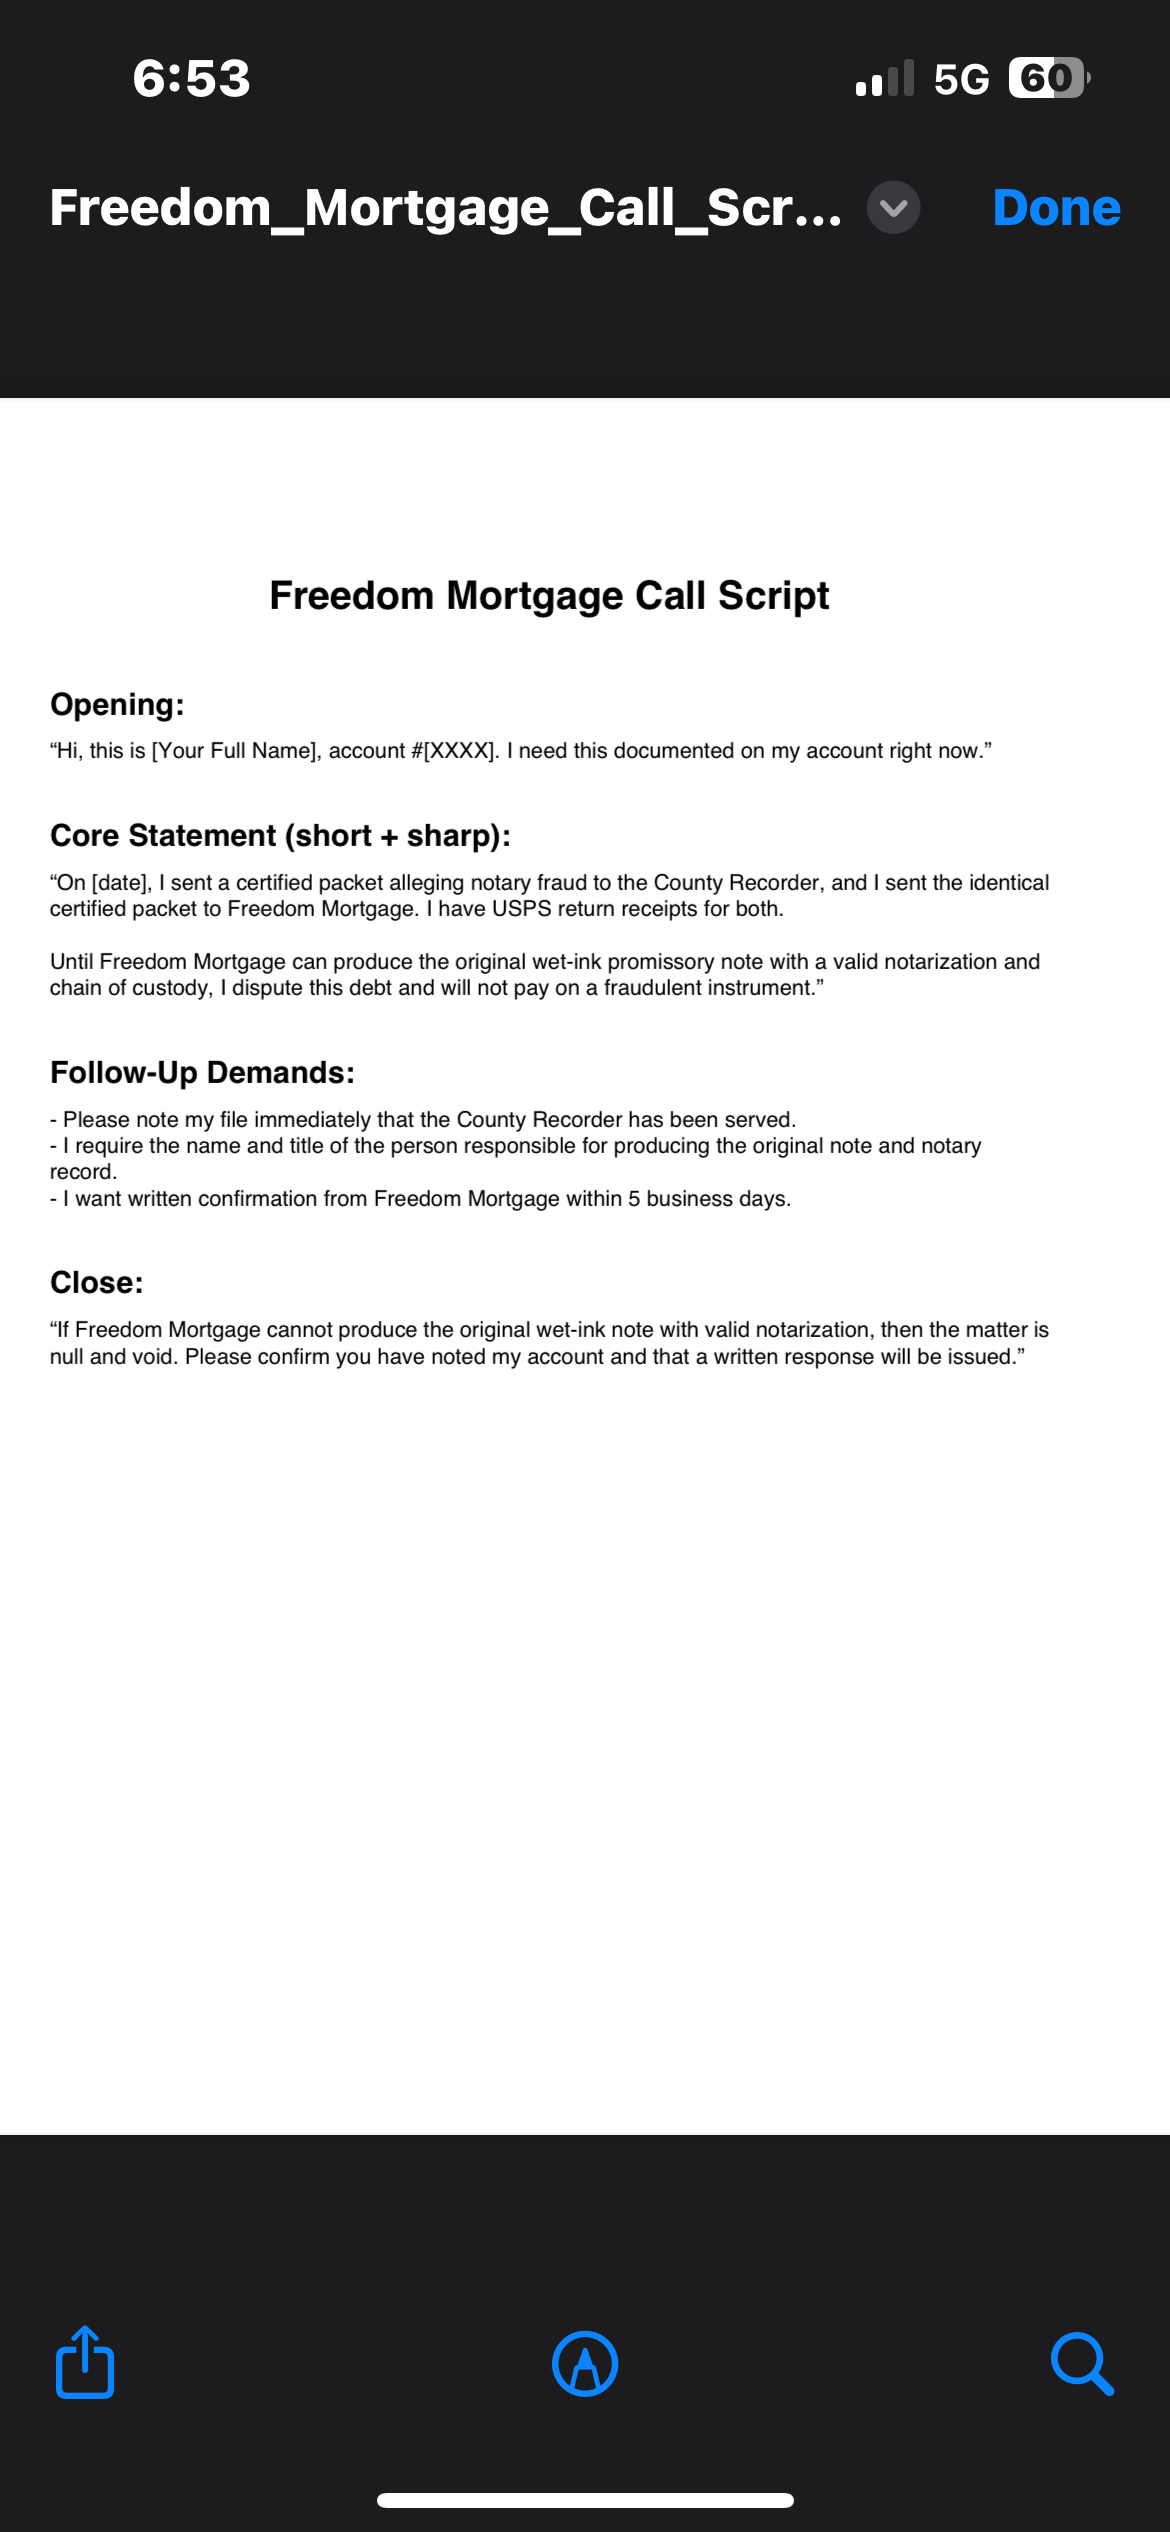 6:53
5G 60
Freedom_Mortgage_Call_Scr...
Done
Freedom Mortgage Call Script
Opening:
“Hi, this is [Your Full Name], account #[XXXX]. I need this documented on my account right now.”
Core Statement (short + sharp):
“On [date], I sent a certified packet alleging notary fraud to the County Recorder, and I sent the identical
certified packet to Freedom Mortgage. I have USPS return receipts for both.
Until Freedom Mortgage can produce the original wet-ink promissory note with a valid notarization and
chain of custody, I dispute this debt and will not pay on a fraudulent instrument.”
Follow-Up Demands:
- Please note my file immediately that the County Recorder has been served.
- I require the name and title of the person responsible for producing the original note and notary
record.
- I want written confirmation from Freedom Mortgage within 5 business days.
Close:
“If Freedom Mortgage cannot produce the original wet-ink note with valid notarization, then the matter is
null and void. Please confirm you have noted my account and that a written response will be issued.”